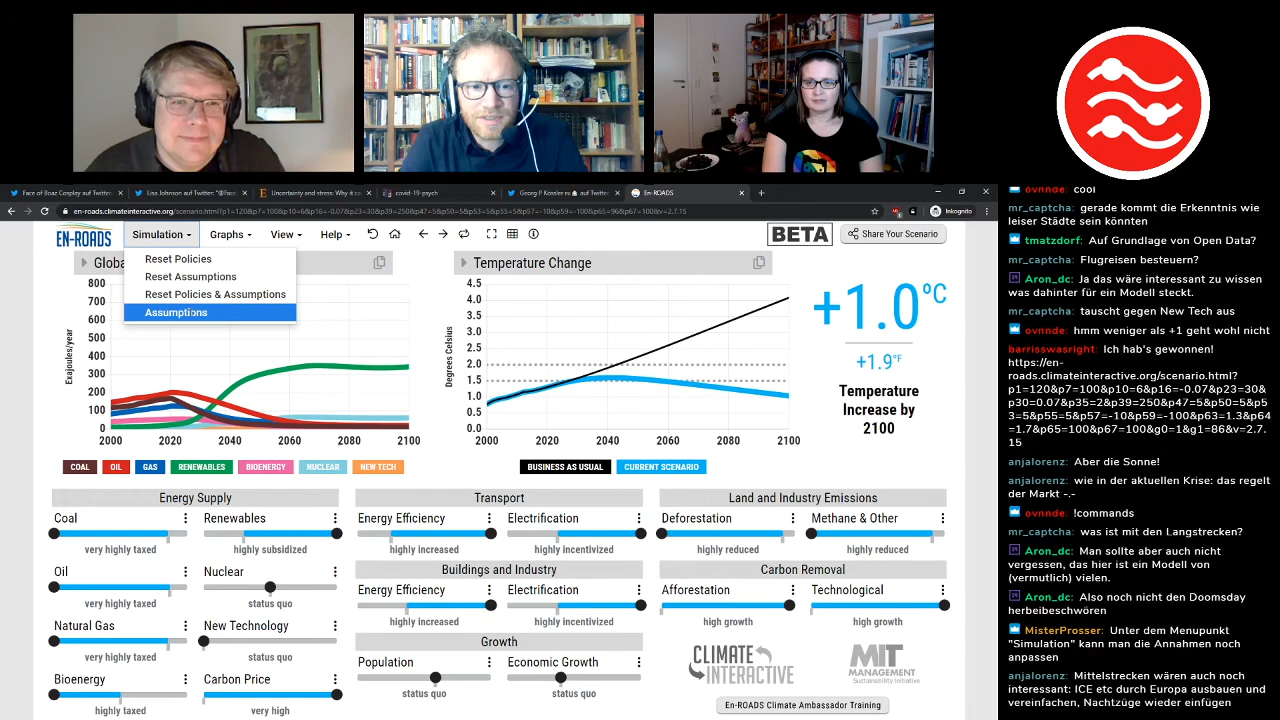 Face of Boaz Cosplay auf Twitter
Lisa Johnson auf Twitter: "@Face
Uncertainty and stress: Why it ca
covid-19-psych
Georg P Kössler auf Twitter
En-ROADS
en-roads.climateinteractive.org/scenario.html?p1=120&p7=100&p10=6&p16=-0.07&p23=30&p39=250&p47=5&p50=5&p53=5&p55=5&p57=-10&p59=-100&p65=96&p67=100&v=2.7.15
Inkognito
EN-ROADS
Simulation
Graphs
View
Help
BETA
Share Your Scenario
Reset Policies
Reset Assumptions
Reset Policies & Assumptions
Assumptions
Global
Exajoules/year
800
700
600
500
400
300
200
100
0
2000 2020 2040 2060 2080 2100
COAL OIL GAS RENEWABLES BIOENERGY NUCLEAR NEW TECH
Temperature Change
Degrees Celsius
4.5
4.0
3.5
3.0
2.5
2.0
1.5
1.0
0.5
0.0
2000 2020 2040 2060 2080 2100
BUSINESS AS USUAL CURRENT SCENARIO
+1.0°C
+1.9°F
Temperature
Increase by
2100
Energy Supply
Coal
very highly taxed
Renewables
highly subsidized
Oil
very highly taxed
Nuclear
status quo
Natural Gas
very highly taxed
New Technology
status quo
Bioenergy
highly taxed
Carbon Price
very high
Transport
Energy Efficiency
highly increased
Electrification
highly incentivized
Buildings and Industry
Energy Efficiency
highly increased
Electrification
highly incentivized
Growth
Population
status quo
Economic Growth
status quo
Land and Industry Emissions
Deforestation
highly reduced
Methane & Other
highly reduced
Carbon Removal
Afforestation
high growth
Technological
high growth
CLIMATE
INTERACTIVE
MIT
MANAGEMENT
Sustainability Initiative
En-ROADS Climate Ambassador Training
ovnnde: cool
mr_captcha: gerade kommt die Erkenntnis wie
leiser Städte sein könnten
tmatzdorf: Auf Grundlage von Open Data?
mr_captcha: Flugreisen besteuern?
Aron_dc: Ja das wäre interessant zu wissen
was dahinter für ein Modell steckt.
mr_captcha: tauscht gegen New Tech aus
ovnnde: hmm weniger als +1 geht wohl nicht
barrisswasright: Ich hab's gewonnen!
https://en-
roads.climateinteractive.org/scenario.html?
p1=120&p7=100&p10=6&p16=-0.07&p23=30&
p30=0.07&p35=2&p39=250&p47=5&p50=5&p5
3=5&p55=5&p57=-10&p59=-100&p63=1.3&p64
=1.7&p65=100&p67=100&g0=1&g1=86&v=2.7.
15
anjalorenz: Aber die Sonne!
anjalorenz: wie in der aktuellen Krise: das regelt
der Markt -.-
ovnnde: !commands
mr_captcha: was ist mit den Langstrecken?
Aron_dc: Man sollte aber auch nicht
vergessen, das hier ist ein Modell von
(vermutlich) vielen.
Aron_dc: Also noch nicht den Doomsday
herbeibeschwören
MisterProsser: Unter dem Menupunkt
"Simulation" kann man die Annahmen noch
anpassen
anjalorenz: Mittelstrecken wären auch noch
interessant: ICE etc durch Europa ausbauen und
vereinfachen, Nachtzüge wieder einfügen